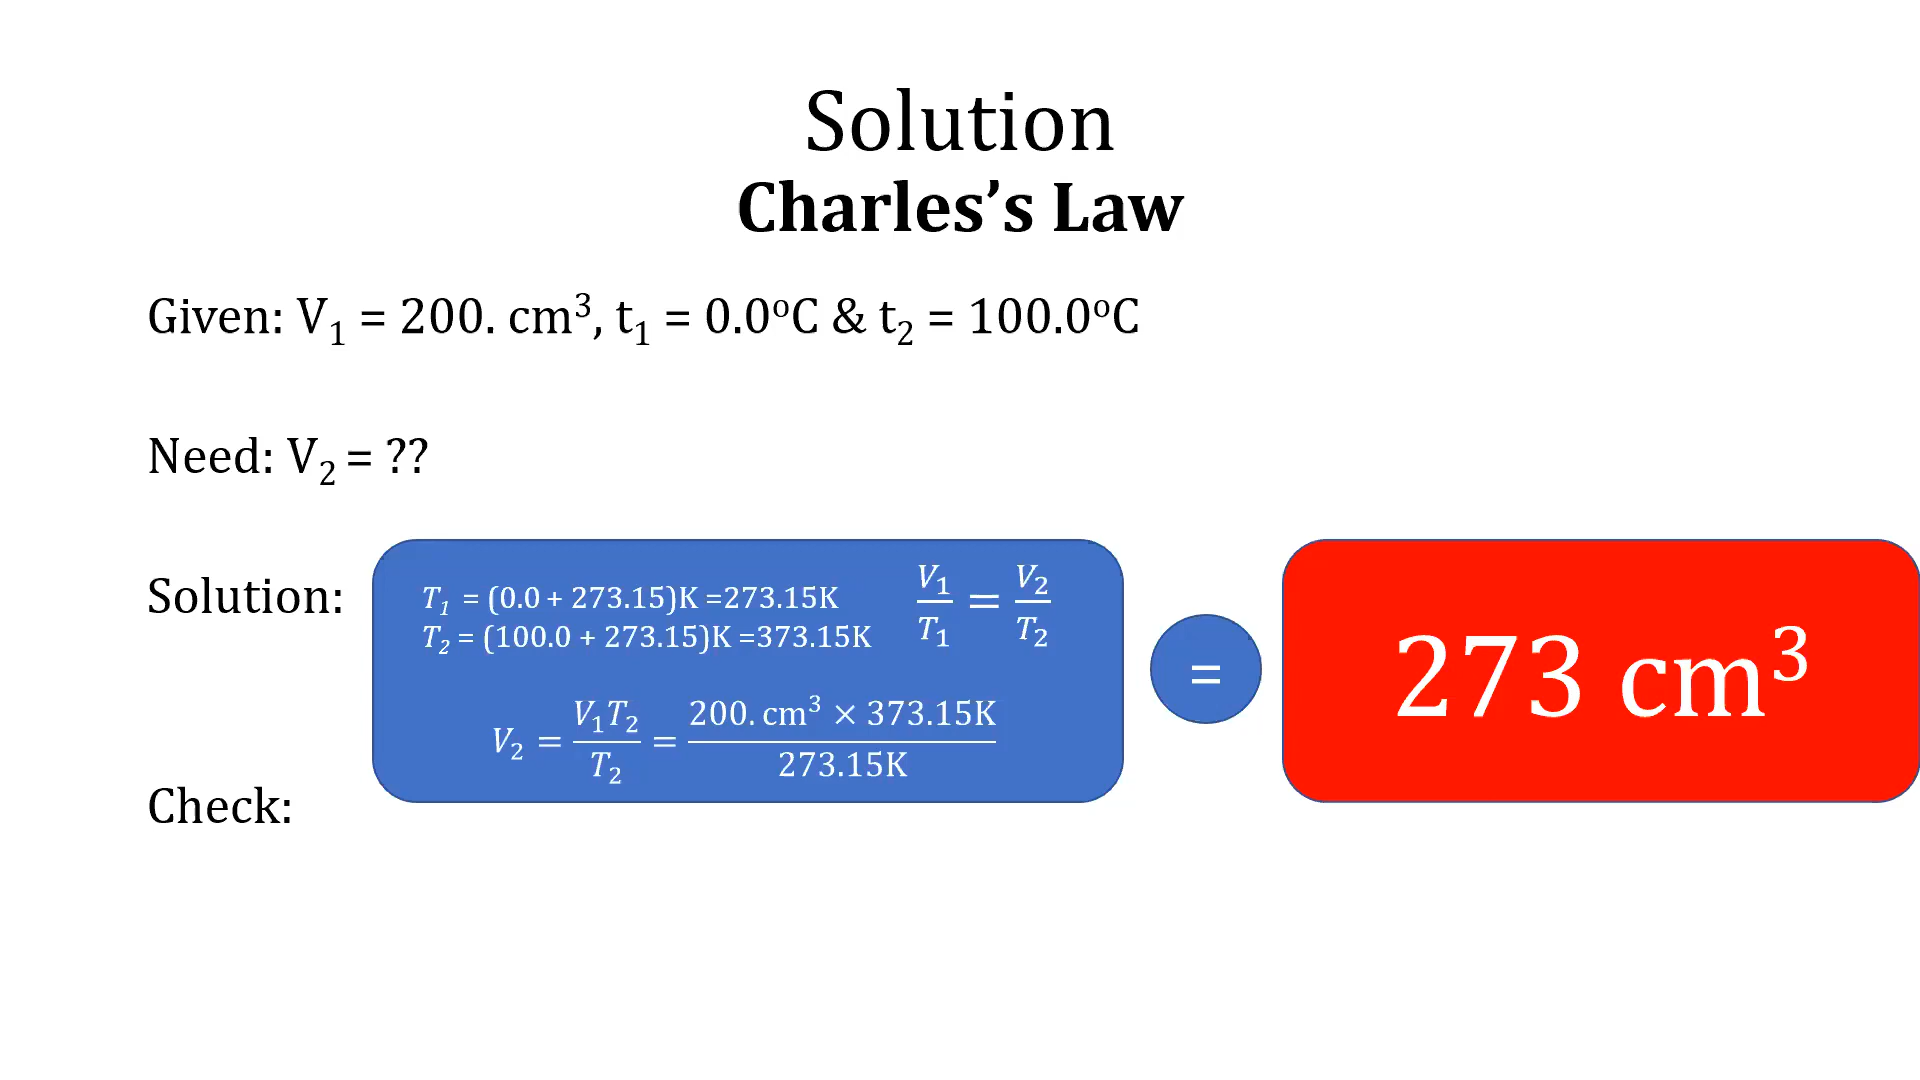 Solution
Charles’s Law
Given: V₁ = 200. cm³, t₁ = 0.0ᵒC & t₂ = 100.0ᵒC
Need: V₂ = ??
Solution:
T₁ = (0.0 + 273.15)K =273.15K
T₂ = (100.0 + 273.15)K =373.15K
V₁/T₁ = V₂/T₂
V₂ = V₁T₂/T₂ = 200. cm³ × 373.15K/273.15K
=
273 cm³
Check: